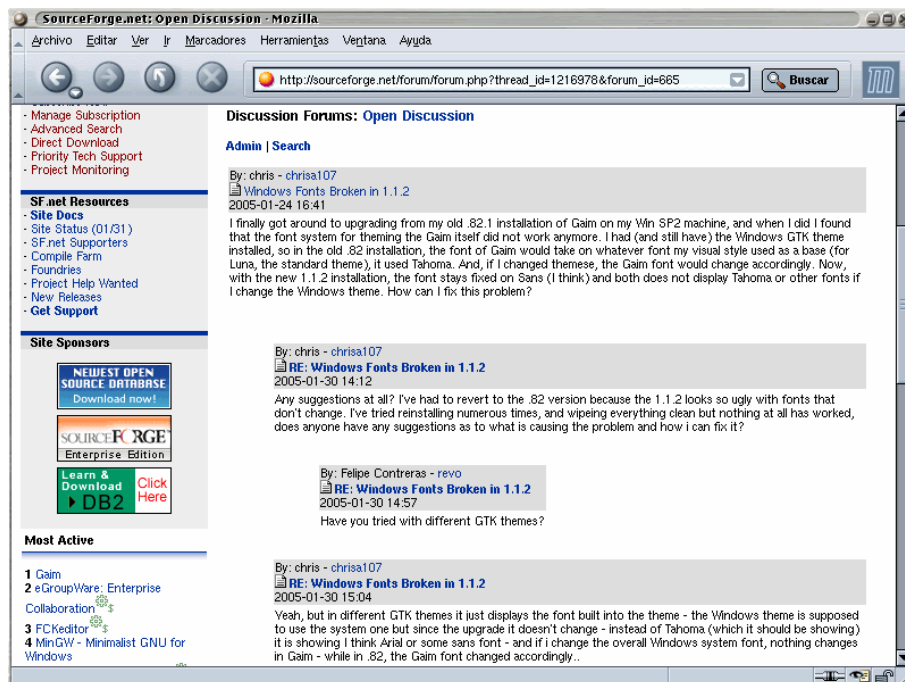 SourceForge.net: Open Discussion - Mozilla
Archivo Editar Ver Ir Marcadores Herramientas Ventana Ayuda
http://sourceforge.net/forum/forum.php?thread_id=1216978&forum_id=665
Buscar
- Manage Subscription
- Advanced Search
- Direct Download
- Priority Tech Support
- Project Monitoring
SF.net Resources
- Site Docs
- Site Status (01/31)
- SF.net Supporters
- Compile Farm
- Foundries
- Project Help Wanted
- New Releases
- Get Support
Site Sponsors
NEWEST OPEN
SOURCE DATABASE
Download now!
SOURCEFORGE
Enterprise Edition
Learn &
Download
DB2
Click
Here
Most Active
1 Gaim
2 eGroupWare: Enterprise
Collaboration $
3 FCKeditor $
4 MinGW - Minimalist GNU for
Windows
Discussion Forums: Open Discussion
Admin | Search
By: chris - chrisa107
Windows Fonts Broken in 1.1.2
2005-01-24 16:41
I finally got around to upgrading from my old .82.1 installation of Gaim on my Win SP2 machine, and when I did I found
that the font system for theming the Gaim itself did not work anymore. I had (and still have) the Windows GTK theme
installed, so in the old .82 installation, the font of Gaim would take on whatever font my visual style used as a base (for
Luna, the standard theme), it used Tahoma. And, if I changed themese, the Gaim font would change accordingly. Now,
with the new 1.1.2 installation, the font stays fixed on Sans (I think) and both does not display Tahoma or other fonts if
I change the Windows theme. How can I fix this problem?
By: chris - chrisa107
RE: Windows Fonts Broken in 1.1.2
2005-01-30 14:12
Any suggestions at all? I've had to revert to the .82 version because the 1.1.2 looks so ugly with fonts that
don't change. I've tried reinstalling numerous times, and wipeing everything clean but nothing at all has worked,
does anyone have any suggestions as to what is causing the problem and how i can fix it?
By: Felipe Contreras - revo
RE: Windows Fonts Broken in 1.1.2
2005-01-30 14:57
Have you tried with different GTK themes?
By: chris - chrisa107
RE: Windows Fonts Broken in 1.1.2
2005-01-30 15:04
Yeah, but in different GTK themes it just displays the font built into the theme - the Windows theme is supposed
to use the system one but since the upgrade it doesn't change - instead of Tahoma (which it should be showing)
it is showing I think Arial or some sans font - and if i change the overall Windows system font, nothing changes
in Gaim - while in .82, the Gaim font changed accordingly..